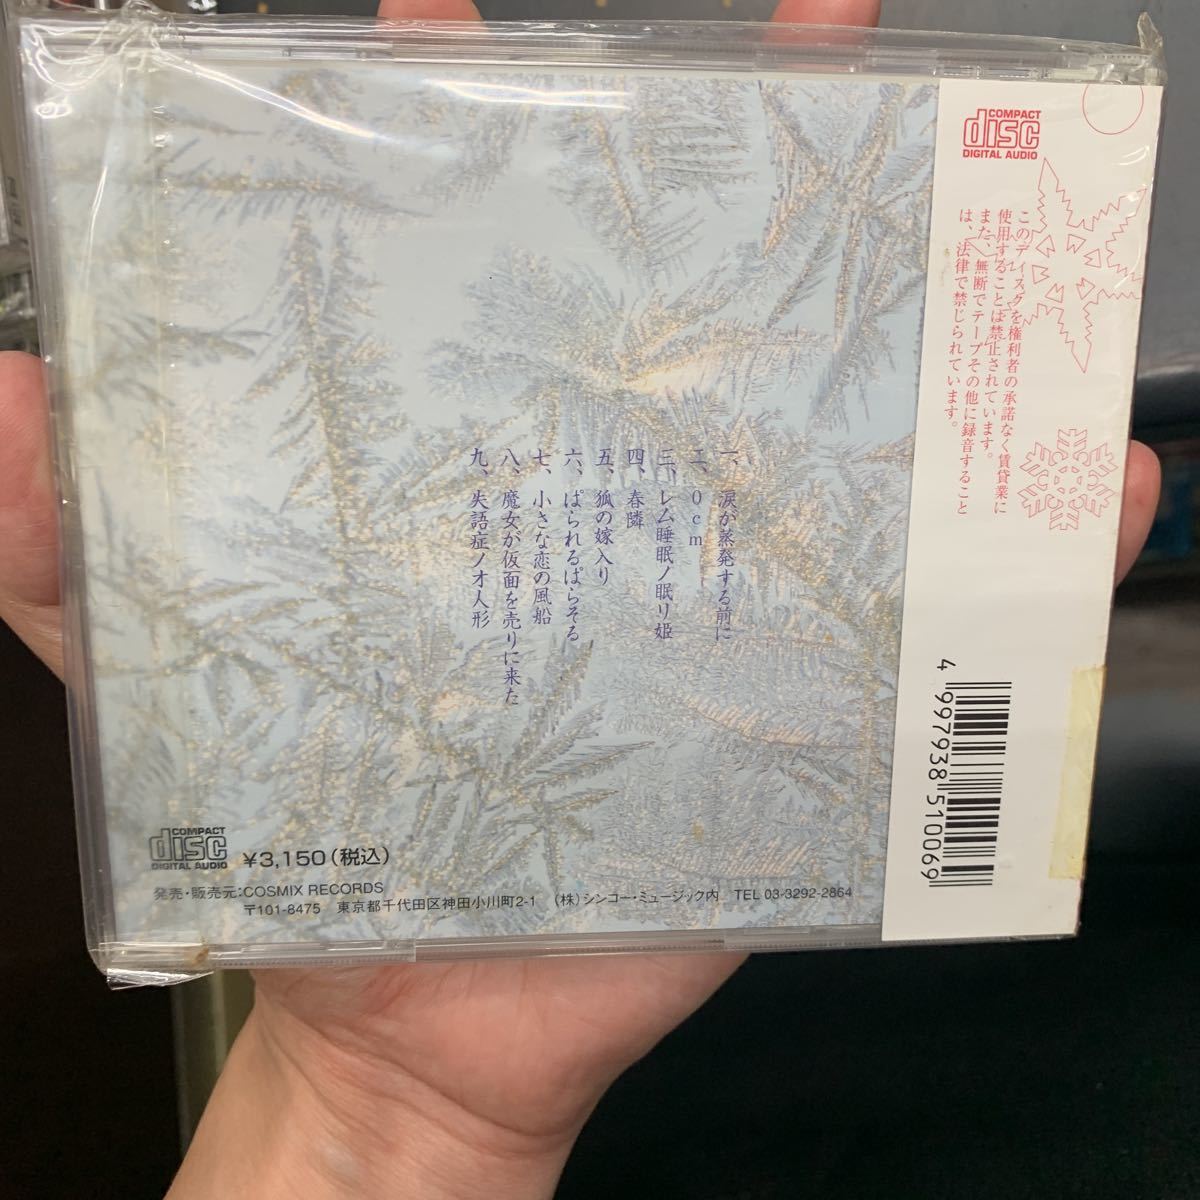 COMPACT
disc
DIGITAL AUDIO
このディスクを権利者の承諾なく賃貸業に
使用することは禁止されています。
また、無断でテープその他に録音すること
は、法律で禁じられています。
一、涙が蒸発する前に
二、0cm
三、レム睡眠ノ眠リ姫
四、春隣
五、狐の嫁入り
六、ぱられるぱらそる
七、小さな恋の風船
八、魔女が仮面を売りに来た
九、失語症ノオ人形
4 997938 510069
COMPACT
disc
DIGITAL AUDIO
¥3,150(税込)
発売・販売元:COSMIX RECORDS
〒101-8475 東京都千代田区神田小川町2-1 (株)シンコー・ミュージック内 TEL 03-3292-2864